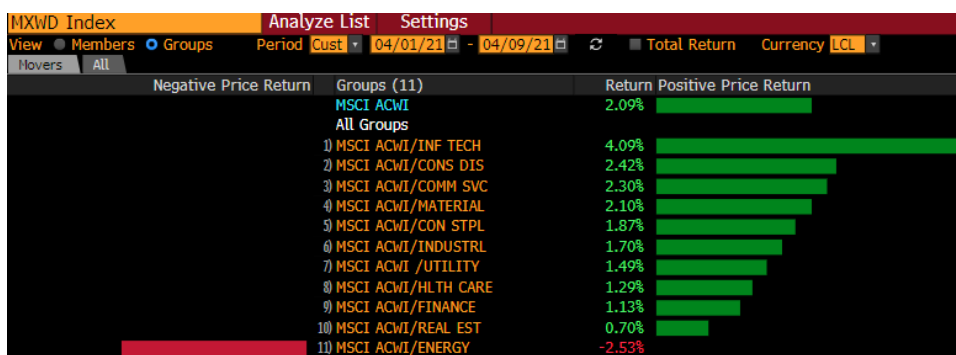 MXWD Index Analyze List Settings
View Members Groups Period Cust 04/01/21 - 04/09/21 Total Return Currency LCL
Movers All
Negative Price Return Groups (11) Return Positive Price Return
MSCI ACWI 2.09%
All Groups
1) MSCI ACWI/INF TECH 4.09%
2) MSCI ACWI/CONS DIS 2.42%
3) MSCI ACWI/COMM SVC 2.30%
4) MSCI ACWI/MATERIAL 2.10%
5) MSCI ACWI/CON STPL 1.87%
6) MSCI ACWI/INDUSTRL 1.70%
7) MSCI ACWI /UTILITY 1.49%
8) MSCI ACWI/HLTH CARE 1.29%
9) MSCI ACWI/FINANCE 1.13%
10) MSCI ACWI/REAL EST 0.70%
11) MSCI ACWI/ENERGY -2.53%